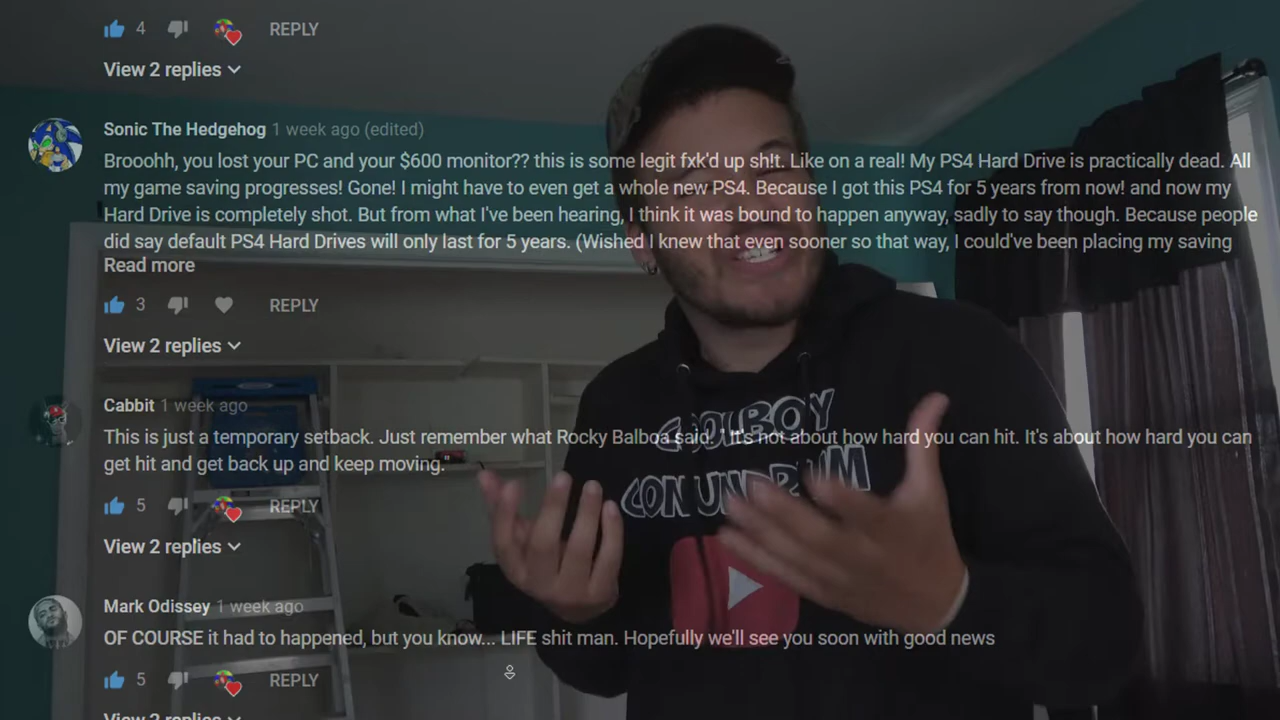 4 REPLY
View 2 replies
Sonic The Hedgehog 1 week ago (edited)
Brooohh, you lost your PC and your $600 monitor?? this is some legit fxk'd up sh!t. Like on a real! My PS4 Hard Drive is practically dead. All
my game saving progresses! Gone! I might have to even get a whole new PS4. Because I got this PS4 for 5 years from now! and now my
Hard Drive is completely shot. But from what I've been hearing, I think it was bound to happen anyway, sadly to say though. Because people
did say default PS4 Hard Drives will only last for 5 years. (Wished I knew that even sooner so that way, I could've been placing my saving
Read more
3 REPLY
View 2 replies
Cabbit 1 week ago
This is just a temporary setback. Just remember what Rocky Balboa said. " It's not about how hard you can hit. It's about how hard you can
get hit and get back up and keep moving."
COOLBOY
CONUNDRUM
5 REPLY
View 2 replies
Mark Odissey 1 week ago
OF COURSE it had to happened, but you know... LIFE shit man. Hopefully we'll see you soon with good news
5 REPLY
View 2 replies